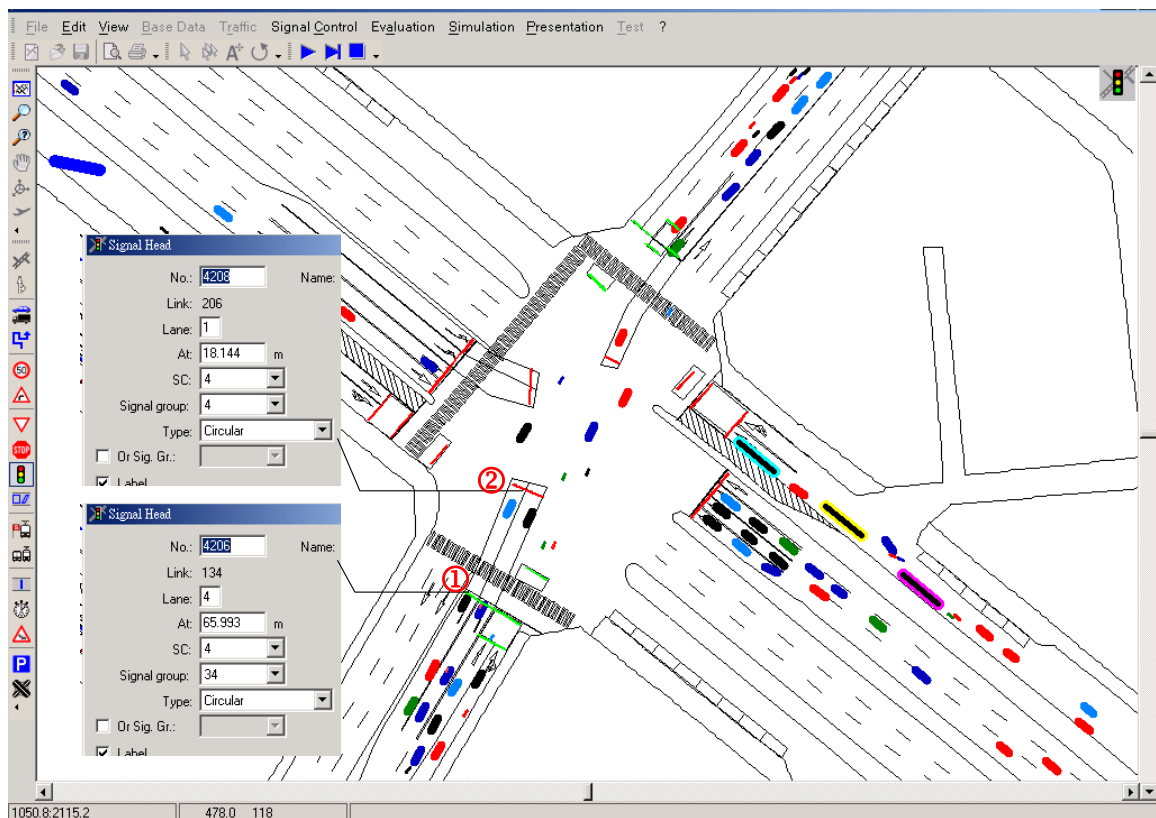 File Edit View Base Data Traffic Signal Control Evaluation Simulation Presentation Test ?
Signal Head
No.: 4208 Name:
Link: 206
Lane: 1
At: 18.144 m
SC: 4
Signal group: 4
Type: Circular
Or Sig. Gr.:
Label
②
Signal Head
No.: 4206 Name:
Link: 134
Lane: 4
At: 65.993 m
SC: 4
Signal group: 34
Type: Circular
Or Sig. Gr.:
Label
①
50
STOP
P
1050.8:2115.2 478.0 118